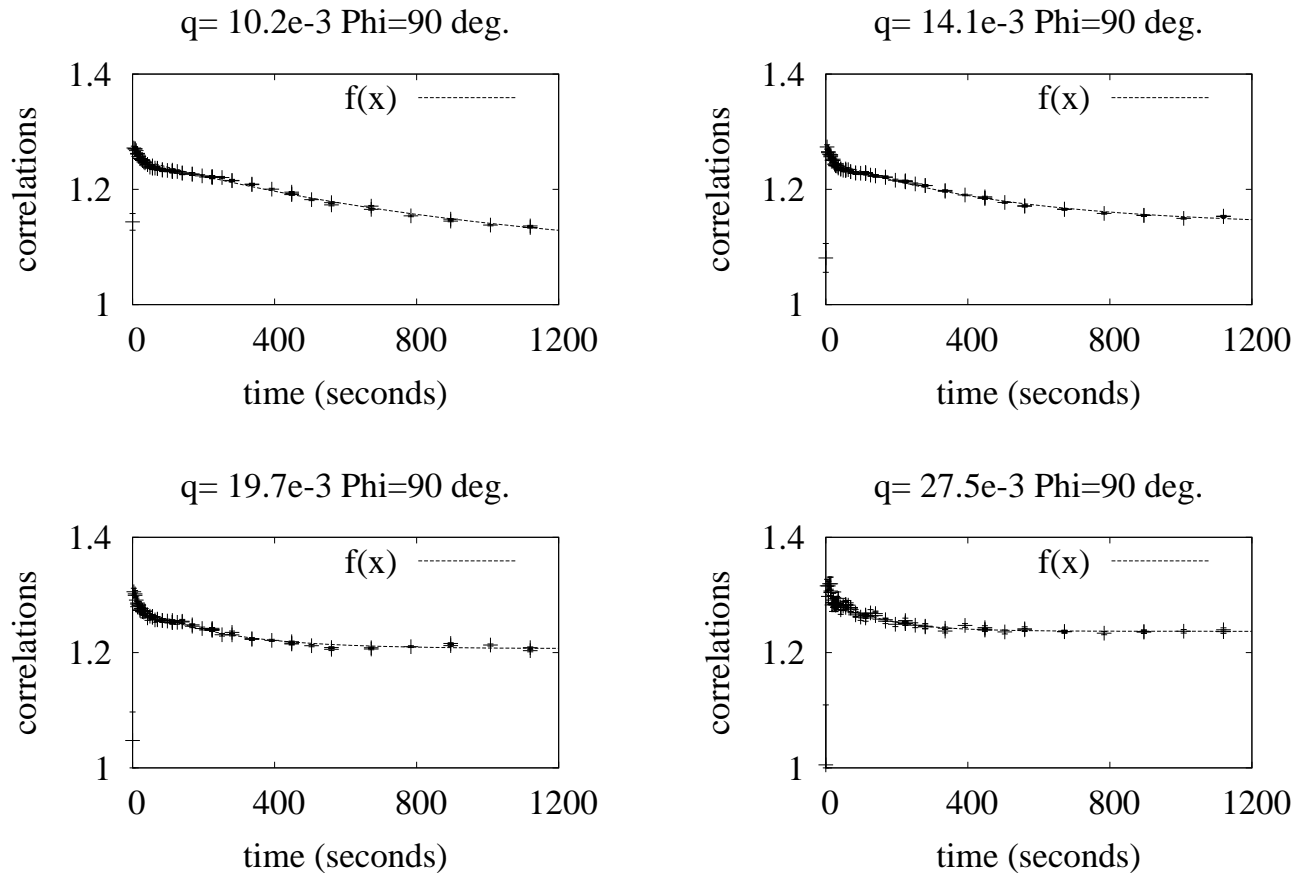 q= 10.2e-3 Phi=90 deg.
1.4
1.2
1
correlations
f(x)
0 400 800 1200
time (seconds)
q= 14.1e-3 Phi=90 deg.
1.4
1.2
1
correlations
f(x)
0 400 800 1200
time (seconds)
q= 19.7e-3 Phi=90 deg.
1.4
1.2
1
correlations
f(x)
0 400 800 1200
time (seconds)
q= 27.5e-3 Phi=90 deg.
1.4
1.2
1
correlations
f(x)
0 400 800 1200
time (seconds)